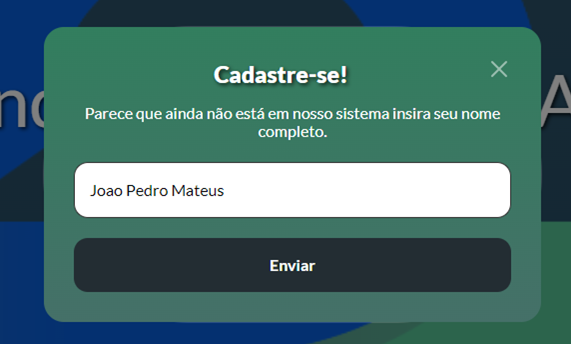 Cadastre-se!
Parece que ainda não está em nosso sistema insira seu nome
completo.
Joao Pedro Mateus
Enviar